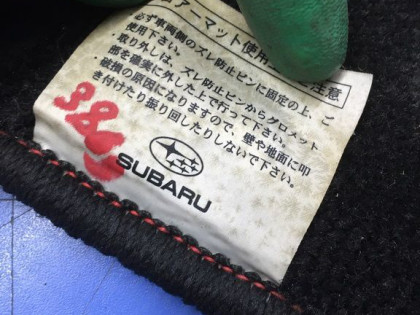 アーマット使用
注意
必ず車両側のズレ防止ピンに固定の上、ご
使用下さい。
・取り外しは、ズレ防止ピンからグロメット
部を確実に外した上で行って下さい。
・破損の原因になりますので、壁や地面に叩
き付けたり振り回したりしないで下さい。
SUBARU